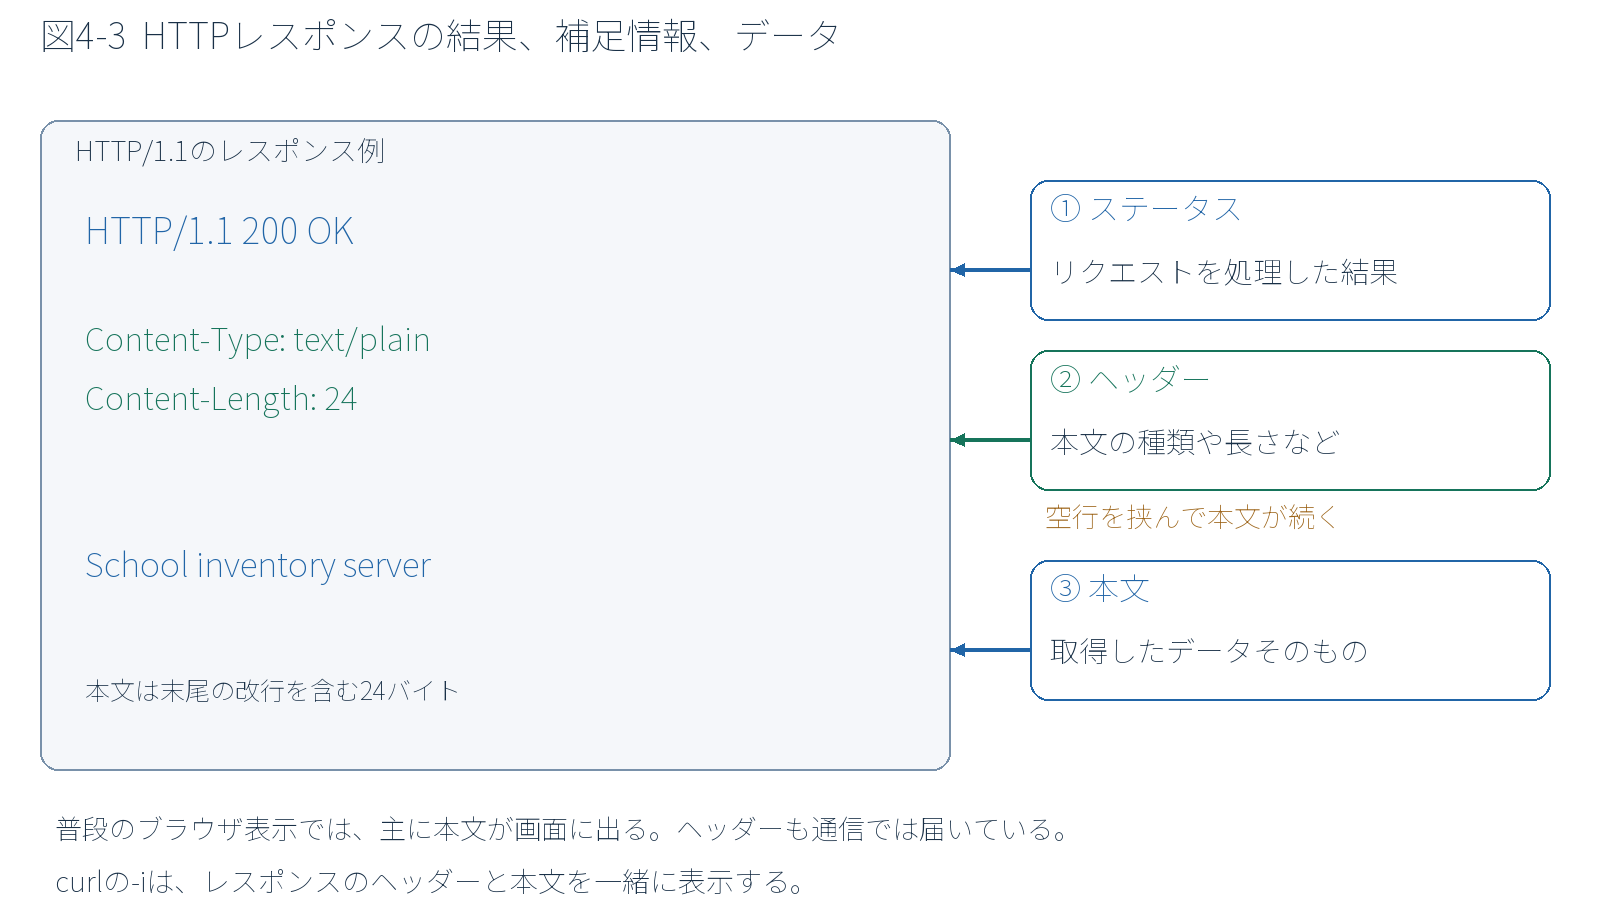 図4-3 HTTPレスポンスの結果、補足情報、データ
HTTP/1.1のレスポンス例
HTTP/1.1 200 OK
Content-Type: text/plain
Content-Length: 24
School inventory server
本文は末尾の改行を含む24バイト
① ステータス
リクエストを処理した結果
② ヘッダー
本文の種類や長さなど
空行を挟んで本文が続く
③ 本文
取得したデータそのもの
普段のブラウザ表示では、主に本文が画面に出る。ヘッダーも通信では届いている。
curlの-iは、レスポンスのヘッダーと本文を一緒に表示する。